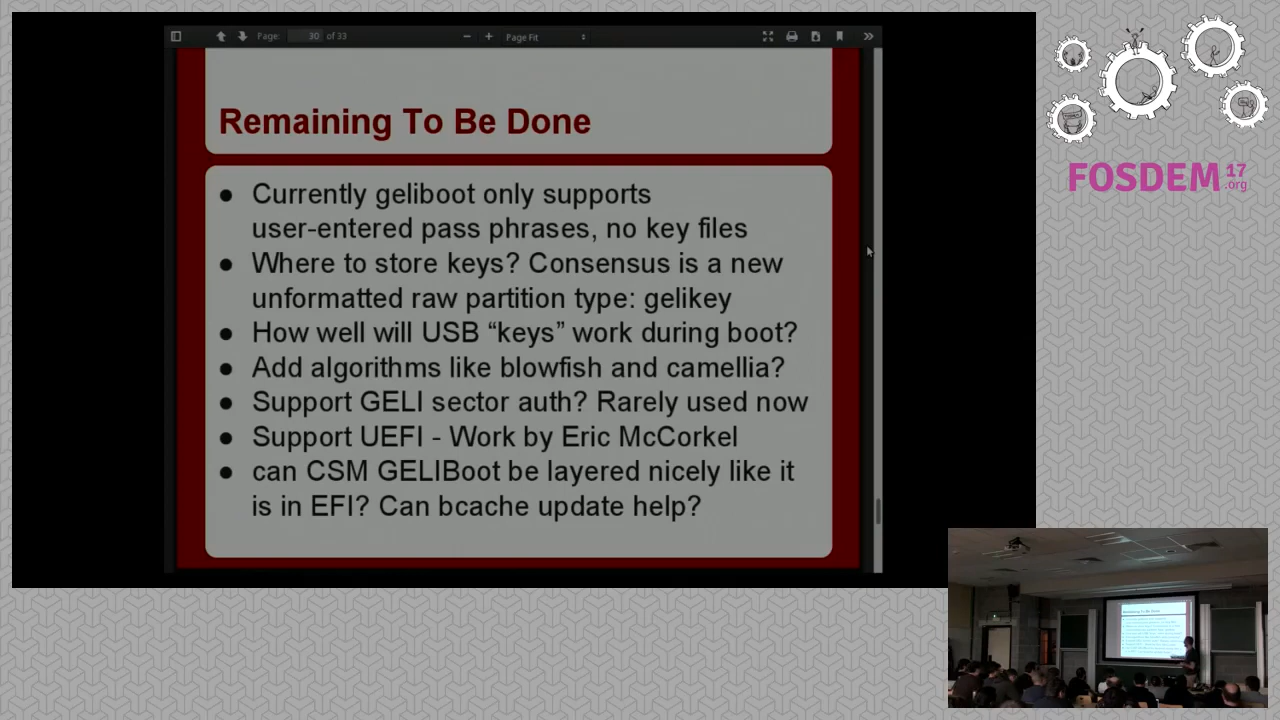 Page: 30 of 33
Page Fit
Remaining To Be Done
● Currently geliboot only supports
user-entered pass phrases, no key files
● Where to store keys? Consensus is a new
unformatted raw partition type: gelikey
● How well will USB “keys” work during boot?
● Add algorithms like blowfish and camellia?
● Support GELI sector auth? Rarely used now
● Support UEFI - Work by Eric McCorkel
● can CSM GELIBoot be layered nicely like it
is in EFI? Can bcache update help?
FOSDEM 17
.org
Remaining To Be Done